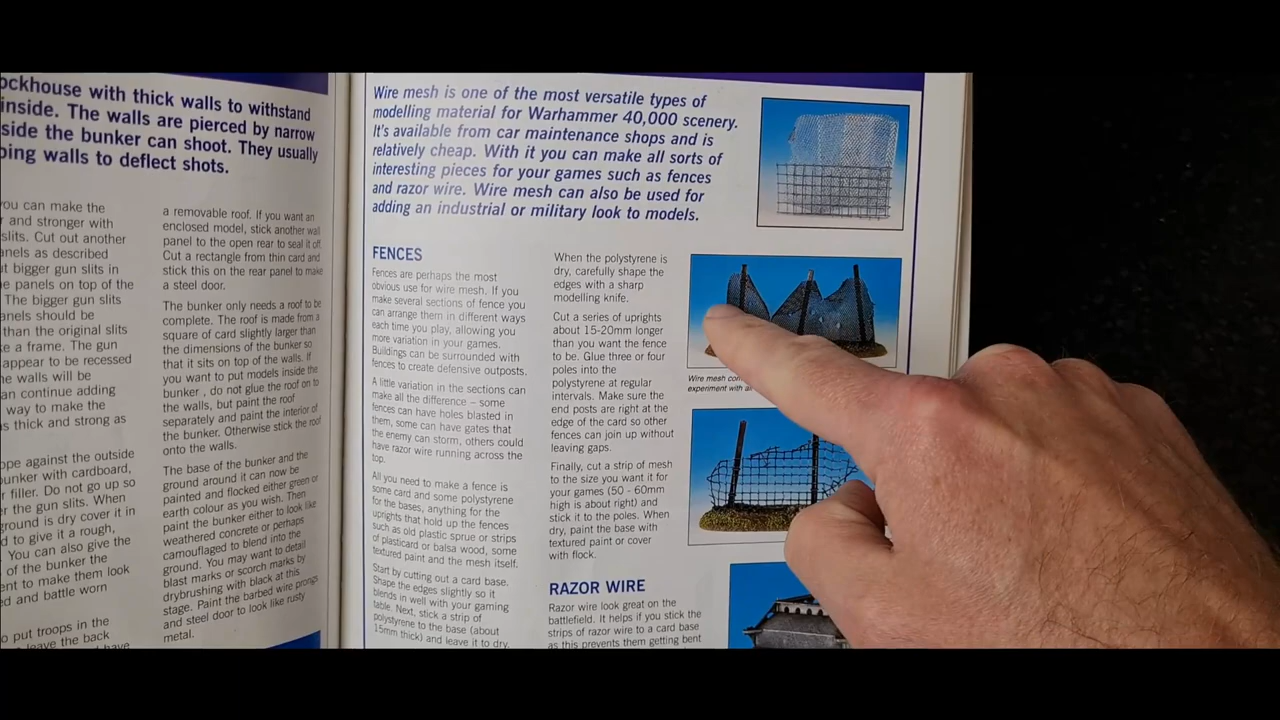 ockhouse with thick walls to withstand
inside. The walls are pierced by narrow
side the bunker can shoot. They usually
ping walls to deflect shots.
you can make the
r and stronger with
slits. Cut out another
anels as described
t bigger gun slits in
e panels on top of the
The bigger gun slits
anels should be
than the original slits
e a frame. The gun
appear to be recessed
he walls will be
an continue adding
way to make the
s thick and strong as
ope against the outside
unker with cardboard,
r filler. Do not go up so
r the gun slits. When
ground is dry cover it in
d to give it a rough,
You can also give the
of the bunker the
ent to make them look
ed and battle worn
o put troops in the
leave the back
have
a removable roof. If you want an
enclosed model, stick another wall
panel to the open rear to seal it off.
Cut a rectangle from thin card and
stick this on the rear panel to make
a steel door.
The bunker only needs a roof to be
complete. The roof is made from a
square of card slightly larger than
the dimensions of the bunker so
that it sits on top of the walls. If
you want to put models inside the
bunker , do not glue the roof on to
the walls, but paint the roof
separately and paint the interior of
the bunker. Otherwise stick the roof
onto the walls.
The base of the bunker and the
ground around it can now be
painted and flocked either green or
earth colour as you wish. Then
paint the bunker either to look like
weathered concrete or perhaps
camouflaged to blend into the
ground. You may want to detail
blast marks or scorch marks by
drybrushing with black at this
stage. Paint the barbed wire prongs
and steel door to look like rusty
metal.
Wire mesh is one of the most versatile types of
modelling material for Warhammer 40,000 scenery.
It's available from car maintenance shops and is
relatively cheap. With it you can make all sorts of
interesting pieces for your games such as fences
and razor wire. Wire mesh can also be used for
adding an industrial or military look to models.
FENCES
Fences are perhaps the most
obvious use for wire mesh. If you
make several sections of fence you
can arrange them in different ways
each time you play, allowing you
more variation in your games.
Buildings can be surrounded with
fences to create defensive outposts.
A little variation in the sections can
make all the difference – some
fences can have holes blasted in
them, some can have gates that
the enemy can storm, others could
have razor wire running across the
top.
All you need to make a fence is
some card and some polystyrene
for the bases, anything for the
uprights that hold up the fences
such as old plastic sprue or strips
of plasticard or balsa wood, some
textured paint and the mesh itself.
Start by cutting out a card base.
Shape the edges slightly so it
blends in well with your gaming
table. Next, stick a strip of
polystyrene to the base (about
15mm thick) and leave it to dry.
When the polystyrene is
dry, carefully shape the
edges with a sharp
modelling knife.
Cut a series of uprights
about 15-20mm longer
than you want the fence
to be. Glue three or four
poles into the
polystyrene at regular
intervals. Make sure the
end posts are right at the
edge of the card so other
fences can join up without
leaving gaps.
Finally, cut a strip of mesh
to the size you want it for
your games (50 - 60mm
high is about right) and
stick it to the poles. When
dry, paint the base with
textured paint or cover
with flock.
RAZOR WIRE
Razor wire look great on the
battlefield. It helps if you stick the
strips of razor wire to a card base
as this prevents them getting bent
Wire mesh
experiment with